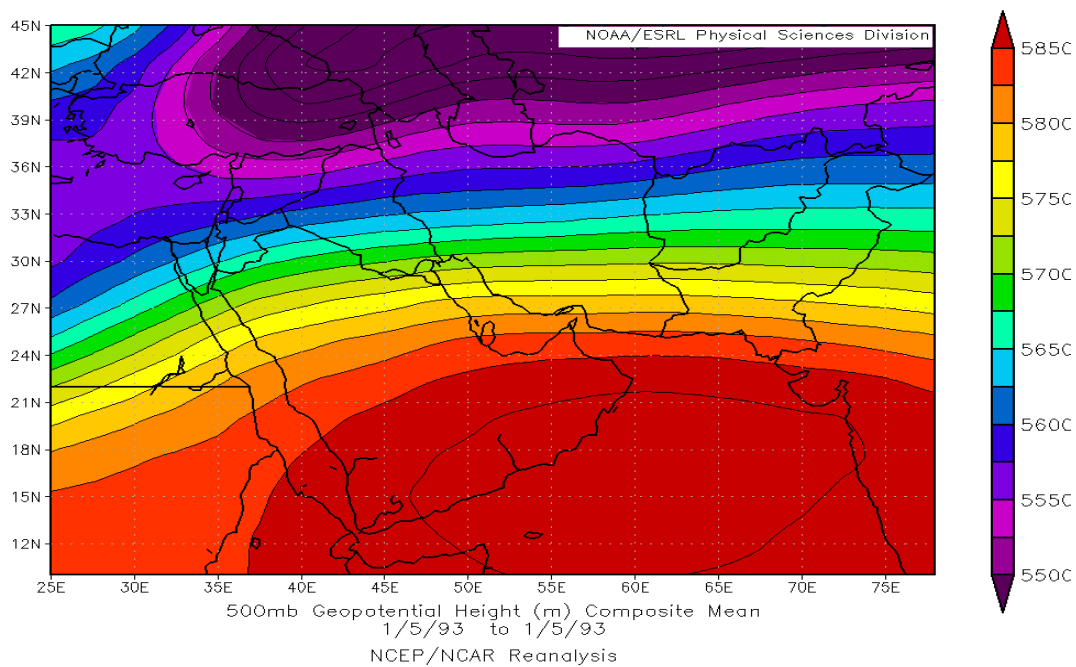 45N
NOAA/ESRL Physical Sciences Division
42N
39N
36N
33N
30N
27N
24N
21N
18N
15N
12N
25E 30E 35E 40E 45E 50E 55E 60E 65E 70E 75E
5850
5800
5750
5700
5650
5600
5550
5500
500mb Geopotential Height (m) Composite Mean
1/5/93 to 1/5/93
NCEP/NCAR Reanalysis